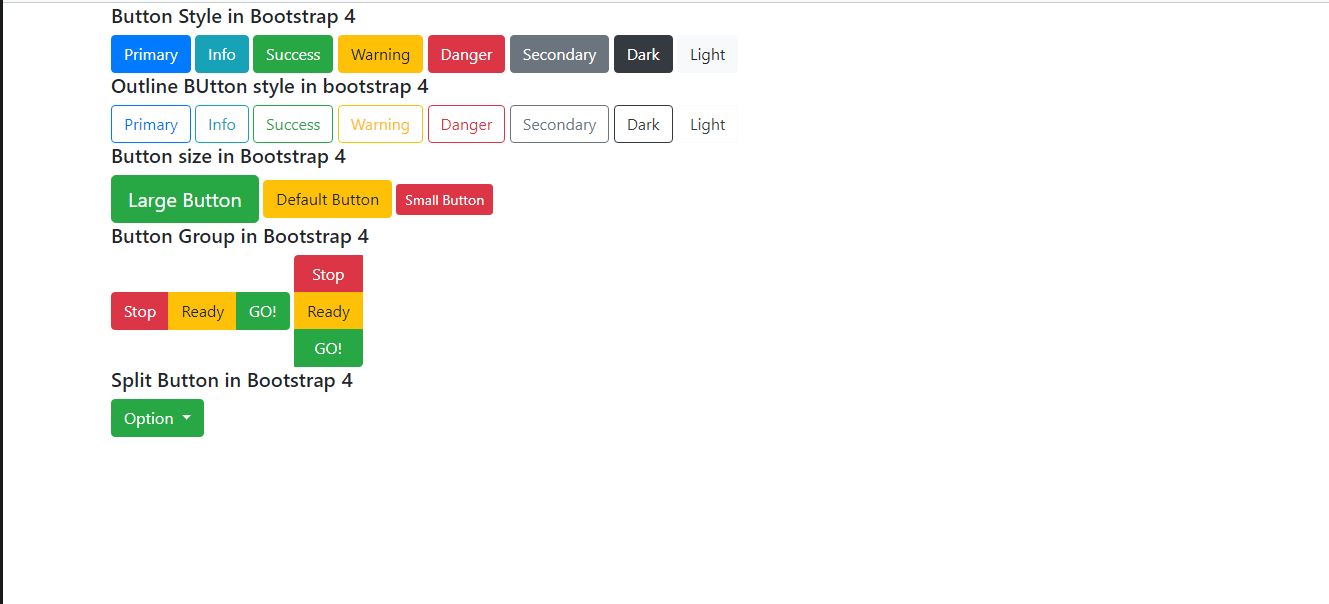 Button Style in Bootstrap 4
Primary Info Success Warning Danger Secondary Dark Light
Outline BUtton style in bootstrap 4
Primary Info Success Warning Danger Secondary Dark Light
Button size in Bootstrap 4
Large Button Default Button Small Button
Button Group in Bootstrap 4
Stop
Stop Ready GO! Ready
GO!
Split Button in Bootstrap 4
Option